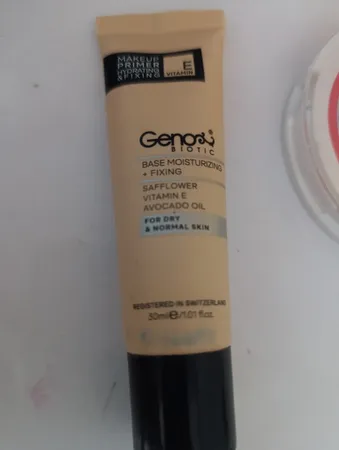 MAKEUP
PRIMER
HYDRATING
& FIXING
E
VITAMIN
Geno
BIOTIC
BASE MOISTURIZING
+ FIXING
SAFFLOWER
VITAMIN E
AVOCADO OIL
FOR DRY
& NORMAL SKIN
REGISTERED IN SWITZERLAND
30ml℮/1.01 fl.oz.